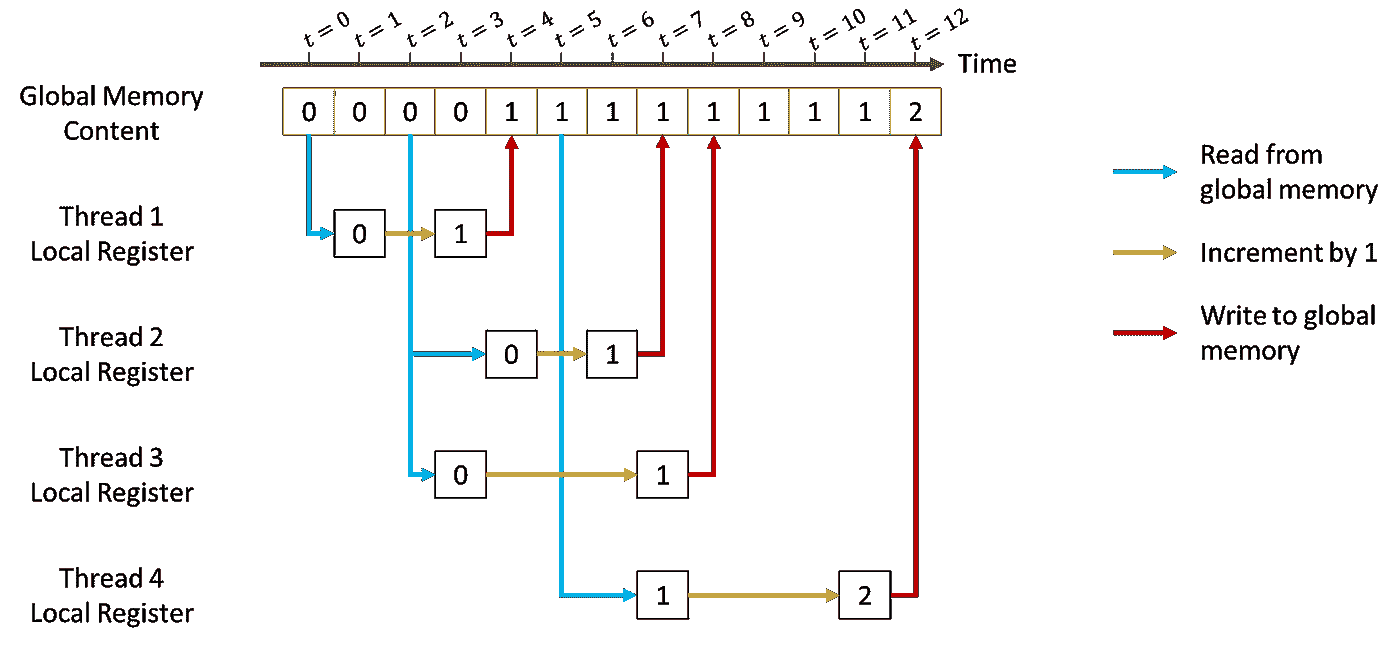 t = 0 t = 1 t = 2 t = 3 t = 4 t = 5 t = 6 t = 7 t = 8 t = 9 t = 10 t = 11 t = 12
Time
Global Memory
Content
0 0 0 0 1 1 1 1 1 1 1 1 2
Read from
global memory
Thread 1
Local Register
0 1
Increment by 1
Thread 2
Local Register
0 1
Write to global
memory
Thread 3
Local Register
0 1
Thread 4
Local Register
1 2